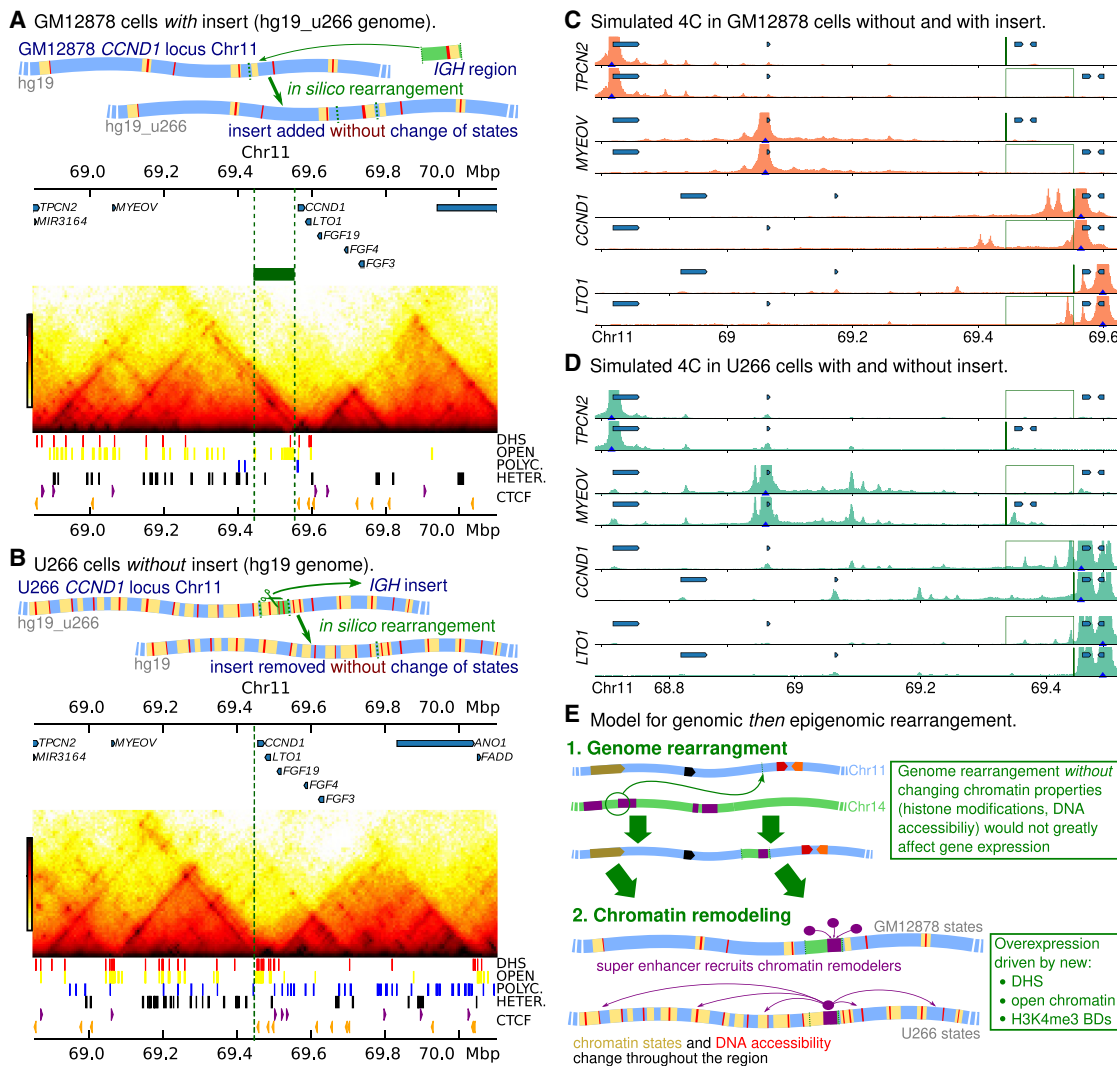 A GM12878 cells with insert (hg19_u266 genome).
GM12878 CCND1 locus Chr11
IGH region
hg19
in silico rearrangement
hg19_u266
insert added without change of states
Chr11
69.0 69.2 69.4 69.6 69.8 70.0 Mbp
TPCN2 MYEOV CCND1
MIR3164 LTO1
FGF19
FGF4
FGF3
DHS
OPEN
POLYC.
HETER.
CTCF
69.0 69.2 69.4 69.6 69.8 70.0 Mbp
B U266 cells without insert (hg19 genome).
U266 CCND1 locus Chr11
IGH insert
hg19_u266
in silico rearrangement
hg19
insert removed without change of states
Chr11
69.0 69.2 69.4 69.6 69.8 70.0 Mbp
TPCN2 MYEOV CCND1 ANO1
MIR3164 LTO1 FADD
FGF19
FGF4
FGF3
DHS
OPEN
POLYC.
HETER.
CTCF
69.0 69.2 69.4 69.6 69.8 70.0 Mbp
C Simulated 4C in GM12878 cells without and with insert.
TPCN2
MYEOV
CCND1
LTO1
Chr11 69 69.2 69.4 69.6
D Simulated 4C in U266 cells with and without insert.
TPCN2
MYEOV
CCND1
LTO1
Chr11 68.8 69 69.2 69.4
E Model for genomic then epigenomic rearrangement.
1. Genome rearrangment
Chr11
Chr14
Genome rearrangement without
changing chromatin properties
(histone modifications, DNA
accessibiliy) would not greatly
affect gene expression
2. Chromatin remodeling
GM12878 states
super enhancer recruits chromatin remodelers
U266 states
chromatin states and DNA accessibility
change throughout the region
Overexpression
driven by new:
• DHS
• open chromatin
• H3K4me3 BDs